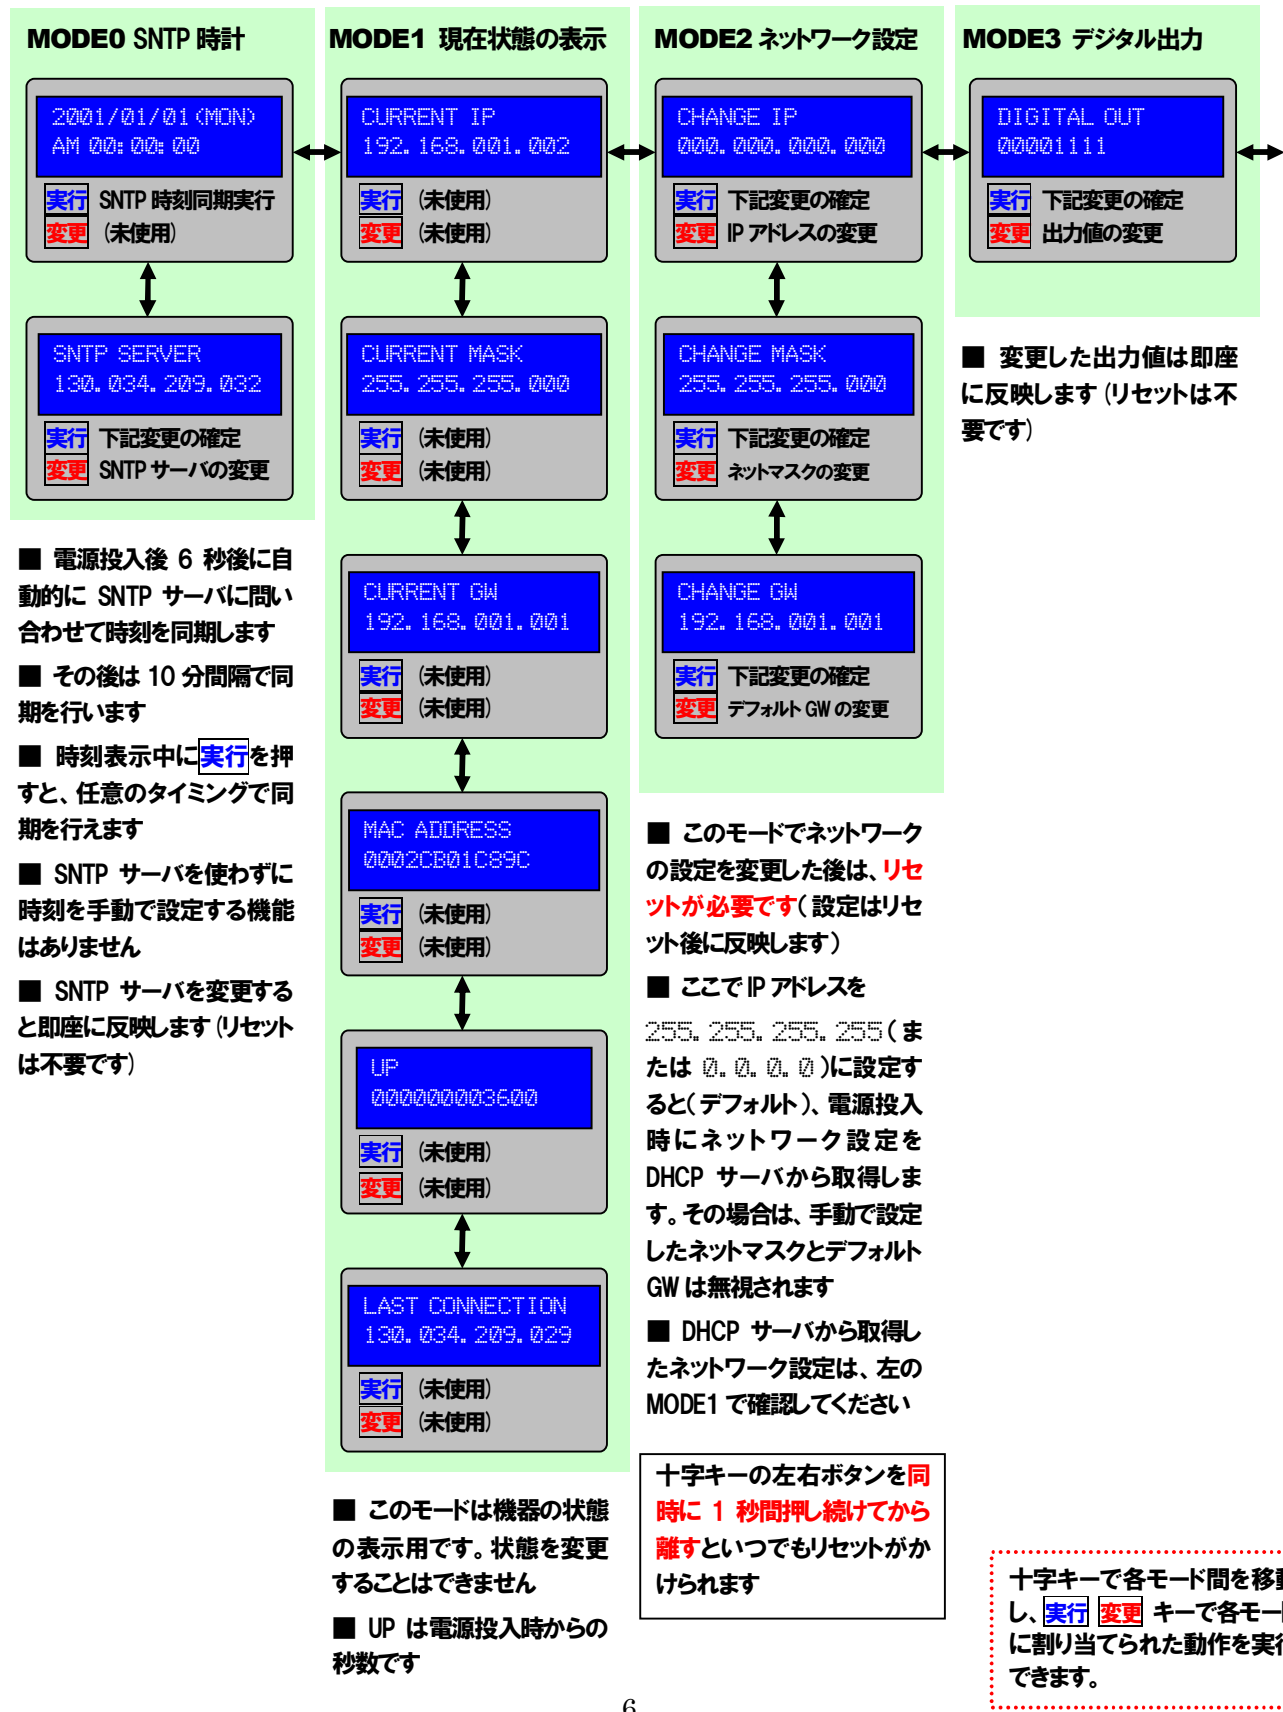 MODE0 SNTP 時計
2001/01/01(MON)
AM 00:00:00
実行 SNTP 時刻同期実行
変更 (未使用)
SNTP SERVER
130.034.209.032
実行 下記変更の確定
変更 SNTP サーバの変更
■ 電源投入後 6 秒後に自
動的に SNTP サーバに問い
合わせて時刻を同期します
■ その後は 10 分間隔で同
期を行います
■ 時刻表示中に実行を押
すと、任意のタイミングで同
期を行えます
■ SNTP サーバを使わずに
時刻を手動で設定する機能
はありません
■ SNTP サーバを変更する
と即座に反映します(リセット
は不要です)
MODE1 現在状態の表示
CURRENT IP
192.168.001.002
実行 (未使用)
変更 (未使用)
CURRENT MASK
255.255.255.000
実行 (未使用)
変更 (未使用)
CURRENT GW
192.168.001.001
実行 (未使用)
変更 (未使用)
MAC ADDRESS
0002CB01C89C
実行 (未使用)
変更 (未使用)
UP
000000003600
実行 (未使用)
変更 (未使用)
LAST CONNECTION
130.034.209.029
実行 (未使用)
変更 (未使用)
■ このモードは機器の状態
の表示用です。状態を変更
することはできません
■ UP は電源投入時からの
秒数です
MODE2 ネットワーク設定
CHANGE IP
000.000.000.000
実行 下記変更の確定
変更 IP アドレスの変更
CHANGE MASK
255.255.255.000
実行 下記変更の確定
変更 ネットマスクの変更
CHANGE GW
192.168.001.001
実行 下記変更の確定
変更 デフォルト GW の変更
■ このモードでネットワーク
の設定を変更した後は、リセ
ットが必要です(設定はリセ
ット後に反映します)
■ ここで IP アドレスを
255.255.255.255(ま
たは 0.0.0.0)に設定す
ると(デフォルト)、電源投入
時にネットワーク設定を
DHCP サーバから取得しま
す。その場合は、手動で設定
したネットマスクとデフォルト
GW は無視されます
■ DHCP サーバから取得し
たネットワーク設定は、左の
MODE1 で確認してください
十字キーの左右ボタンを同
時に 1 秒間押し続けてから
離すといつでもリセットがか
けられます
MODE3 デジタル出力
DIGITAL OUT
00001111
実行 下記変更の確定
変更 出力値の変更
■ 変更した出力値は即座
に反映します(リセットは不
要です)
十字キーで各モード間を移動
し、実行 変更 キーで各モード
に割り当てられた動作を実行
できます。
6